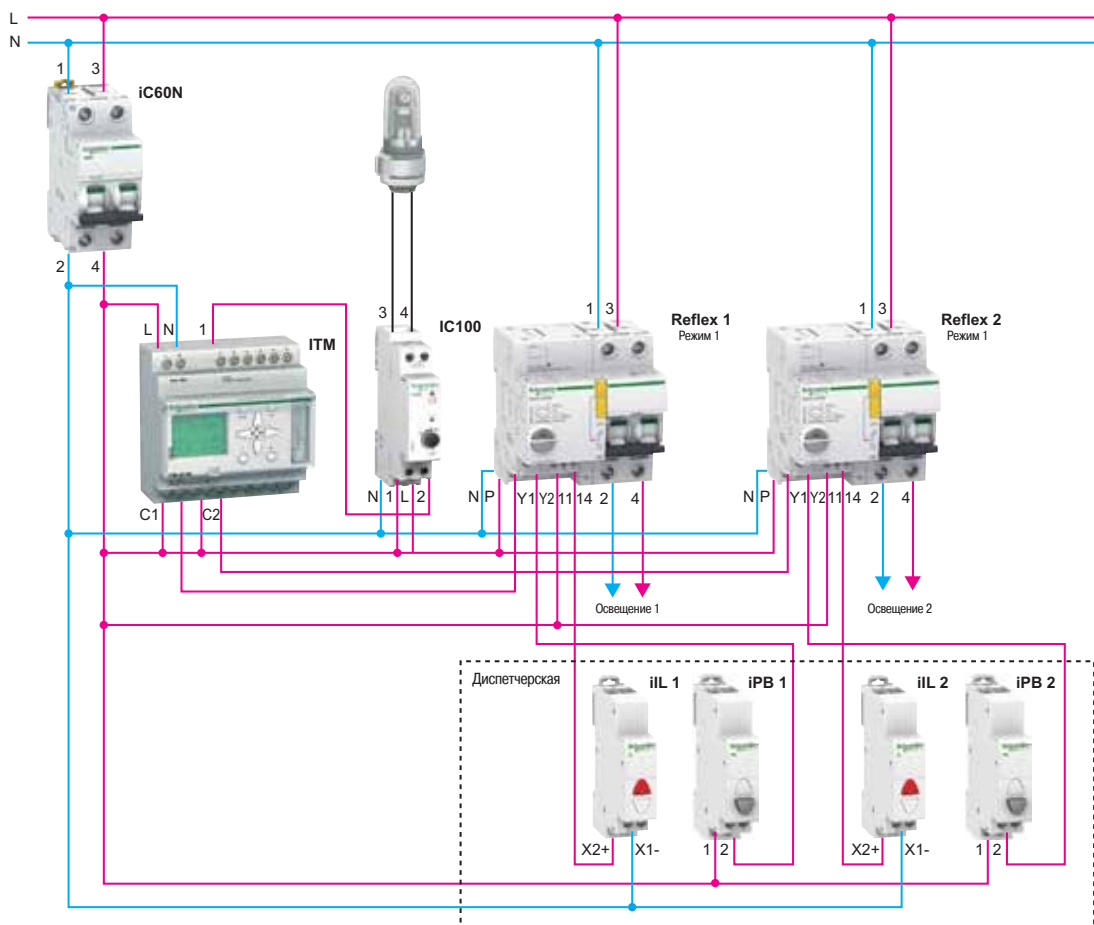 L
N
1 3
iC60N
2 4
L N 1
ITM
C1 C2
3 4
IC100
N 1 L 2
1 3
Reflex 1
Режим 1
N P Y1 Y2 11 14 2 4
Освещение 1
1 3
Reflex 2
Режим 1
N P Y1 Y2 11 14 2 4
Освещение 2
Диспетчерская
iIL 1
X2+ X1-
iPB 1
1 2
iIL 2
X2+ X1-
iPB 2
1 2